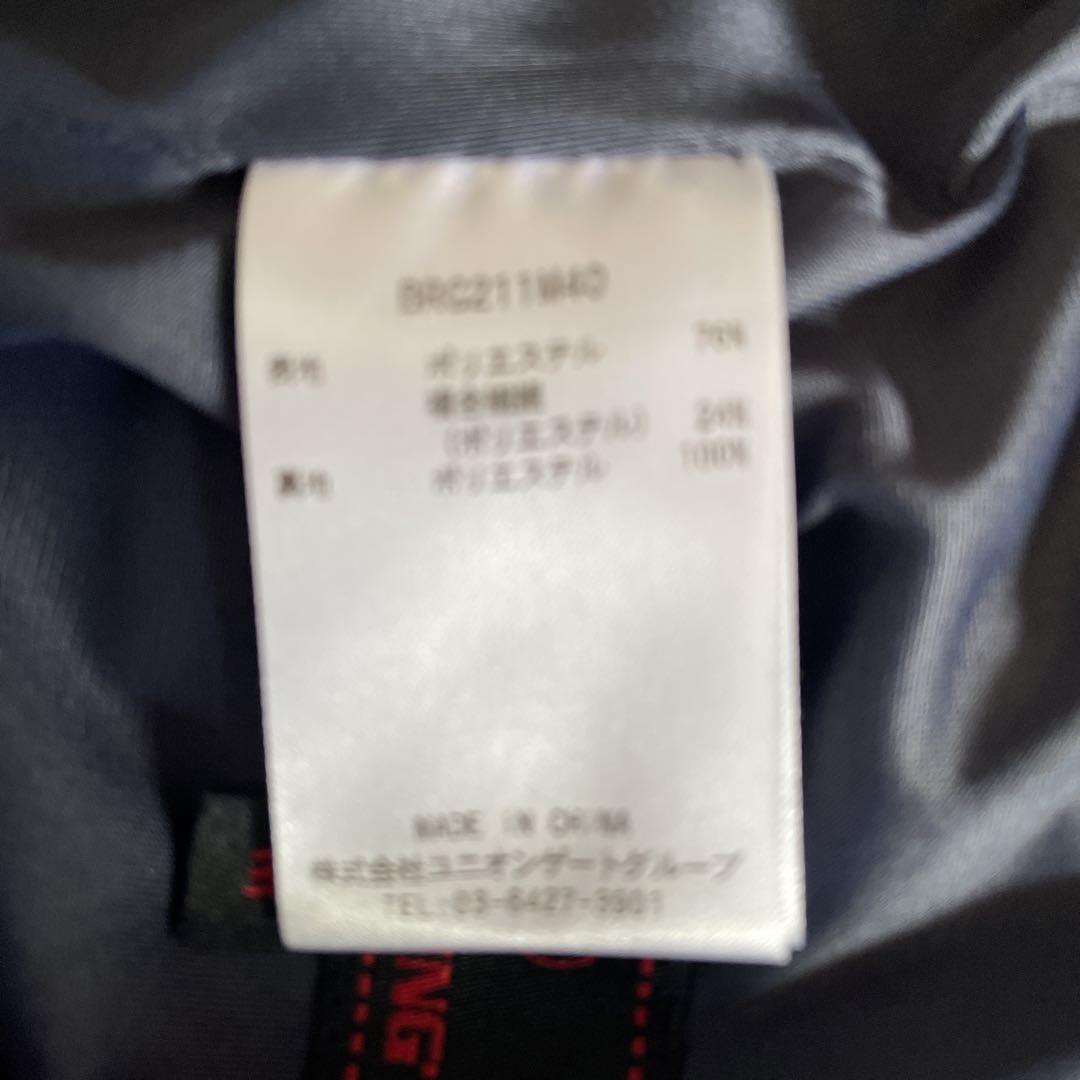 BRG211M40
表地 ポリエステル 76%
複合繊維
(ポリエステル) 24%
裏地 ポリエステル 100%
MADE IN CHINA
株式会社ユニオンゲートグループ
TEL:03-6427-3901
NG